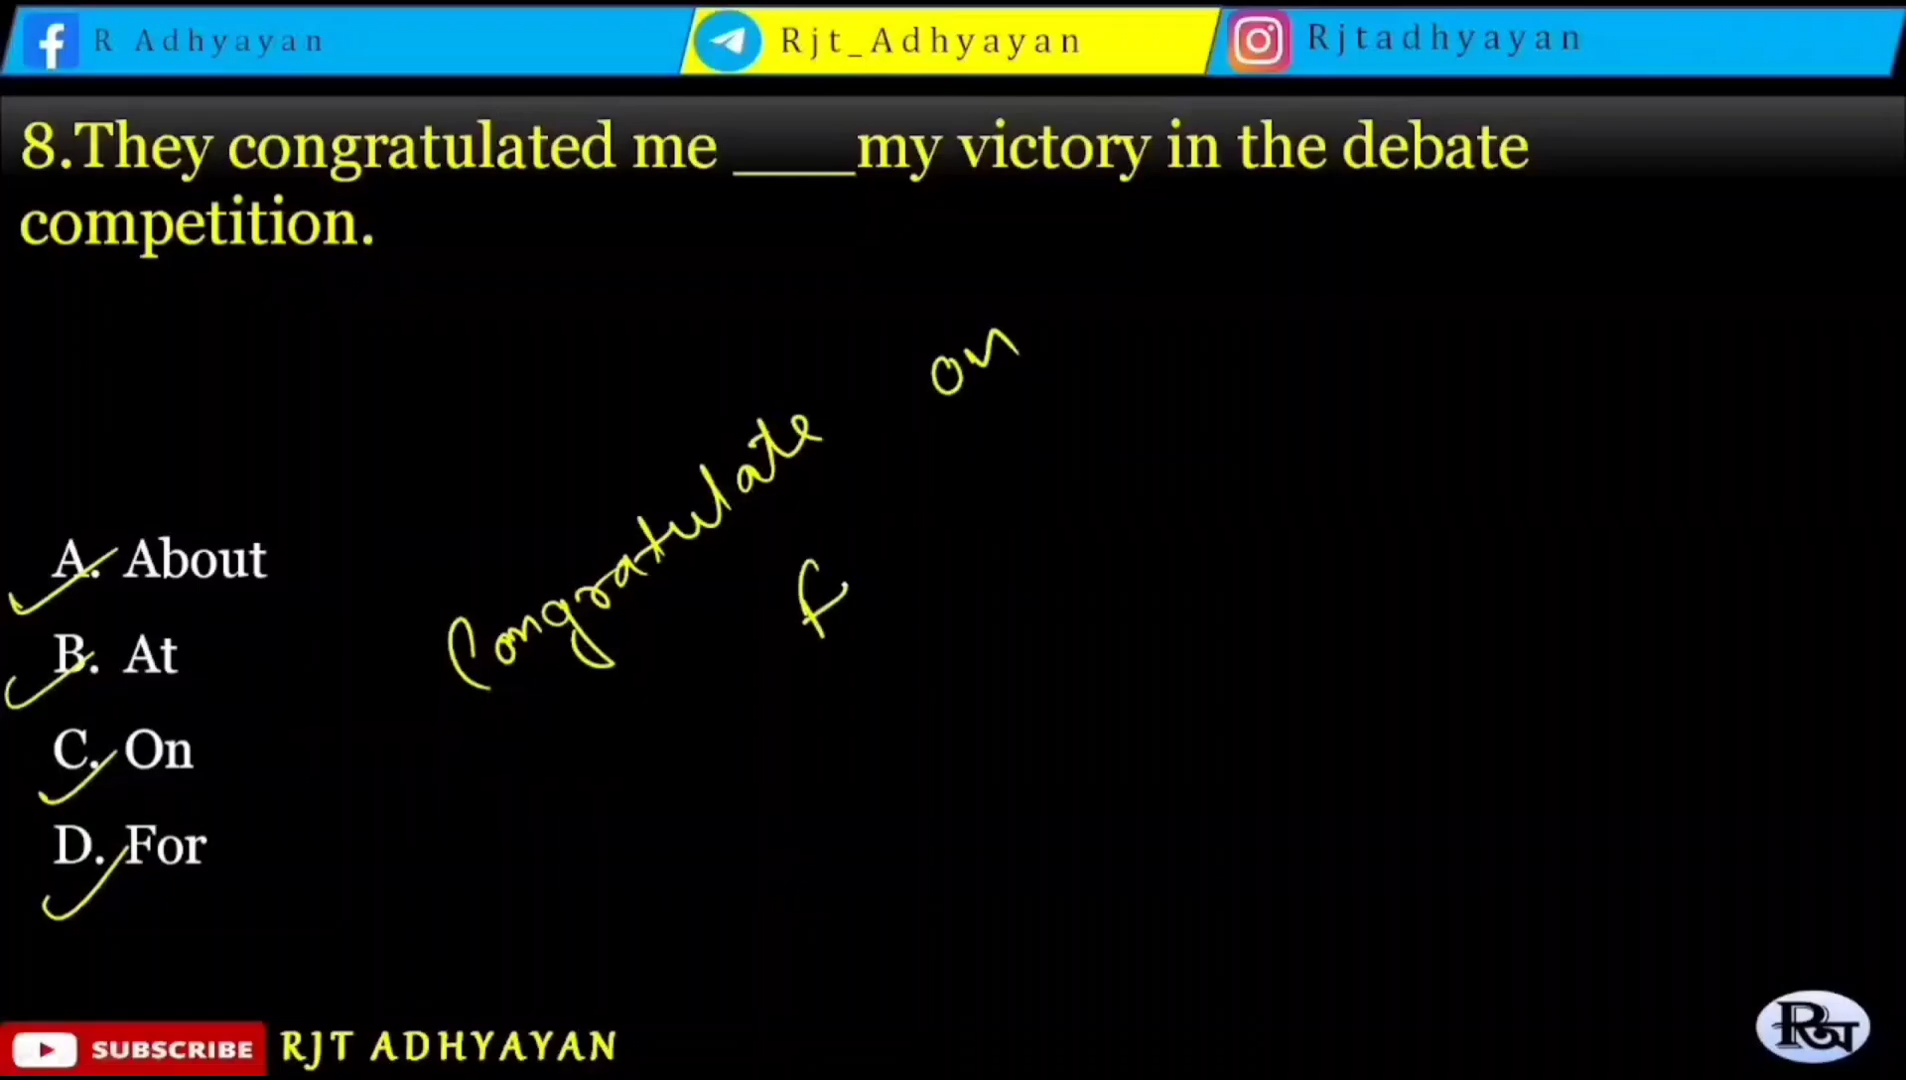 R Adhyayan
Rjt_Adhyayan
Rjtadhyayan
8.They congratulated me ____my victory in the debate
competition.
on
Congratulate
f
A. About
B. At
C. On
D. For
SUBSCRIBE
RJT ADHYAYAN